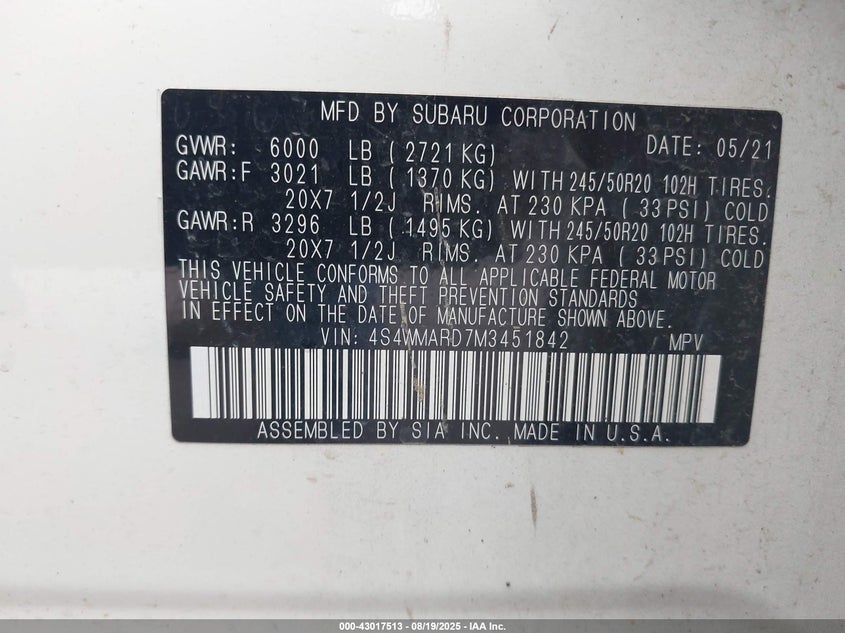 MFD BY SUBARU CORPORATION DATE: 05/21
GVWR: 6000 LB (2721 KG)
GAWR:F 3021 LB (1370 KG) WITH 245/50R20 102H TIRES.
20X7 1/2J RIMS. AT 230 KPA (33 PSI) COLD
GAWR:R 3296 LB (1495 KG) WITH 245/50R20 102H TIRES.
20X7 1/2J RIMS. AT 230 KPA (33 PSI) COLD
THIS VEHICLE CONFORMS TO ALL APPLICABLE FEDERAL MOTOR
VEHICLE SAFETY AND THEFT PREVENTION STANDARDS
IN EFFECT ON THE DATE OF MANUFACTURE SHOWN ABOVE.
VIN: 4S4WMARD7M3451842 MPV
ASSEMBLED BY SIA INC. MADE IN U.S.A.
000-43017513 - 08/19/2025 - IAA Inc.